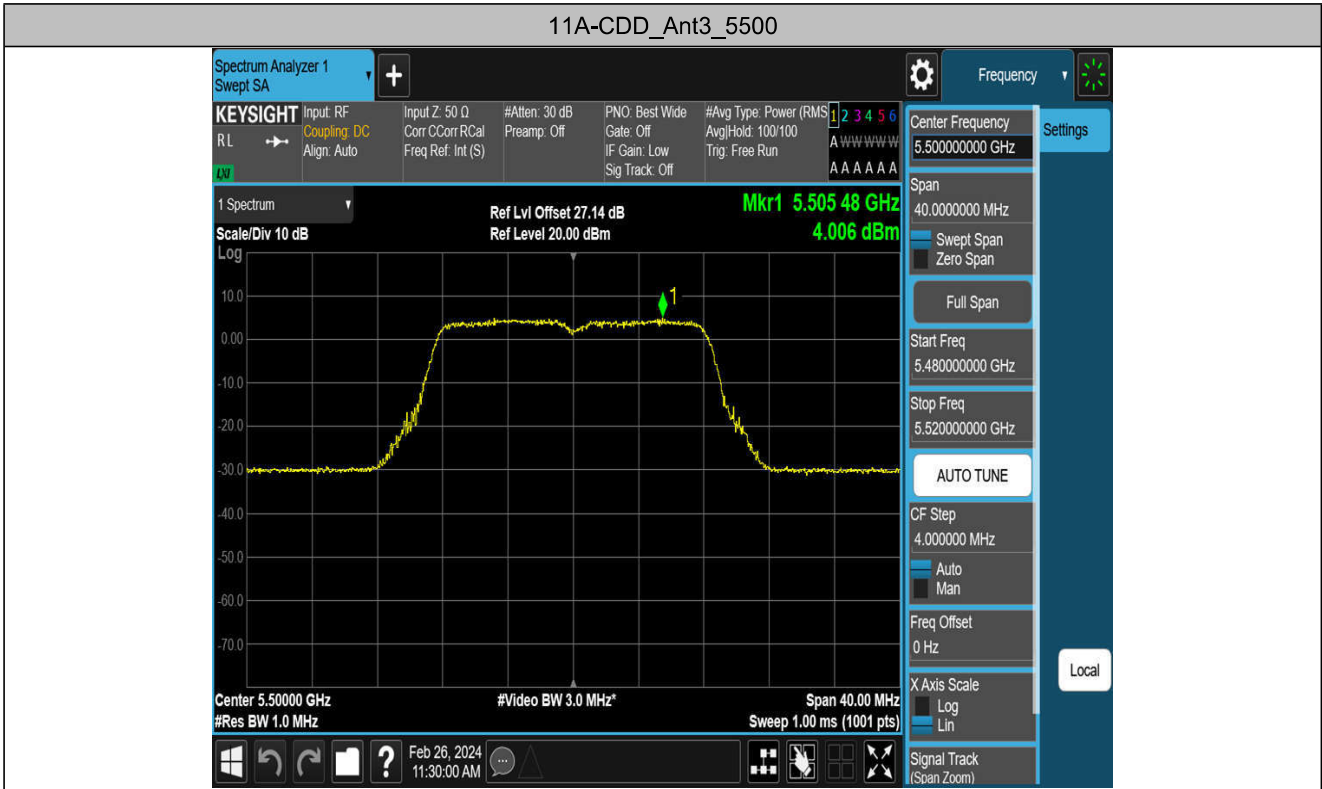 11A-CDD_Ant3_5500
Spectrum Analyzer 1
Swept SA
+
Frequency
KEYSIGHT
RL
LXI
Input: RF
Coupling: DC
Align: Auto
Input Z: 50 Ω
Corr CCorr RCal
Freq Ref: Int (S)
#Atten: 30 dB
Preamp: Off
PNO: Best Wide
Gate: Off
IF Gain: Low
Sig Track: Off
#Avg Type: Power (RMS
Avg|Hold: 100/100
Trig: Free Run
1 2 3 4 5 6
A W W W W W
A A A A A A
1 Spectrum
Scale/Div 10 dB
Log
Ref Lvl Offset 27.14 dB
Ref Level 20.00 dBm
Mkr1 5.505 48 GHz
4.006 dBm
1
10.0
0.00
-10.0
-20.0
-30.0
-40.0
-50.0
-60.0
-70.0
Center 5.50000 GHz
#Video BW 3.0 MHz*
Span 40.00 MHz
#Res BW 1.0 MHz
Sweep 1.00 ms (1001 pts)
?
Feb 26, 2024
11:30:00 AM
Center Frequency
5.500000000 GHz
Settings
Span
40.0000000 MHz
Swept Span
Zero Span
Full Span
Start Freq
5.480000000 GHz
Stop Freq
5.520000000 GHz
AUTO TUNE
CF Step
4.000000 MHz
Auto
Man
Freq Offset
0 Hz
Local
X Axis Scale
Log
Lin
Signal Track
(Span Zoom)